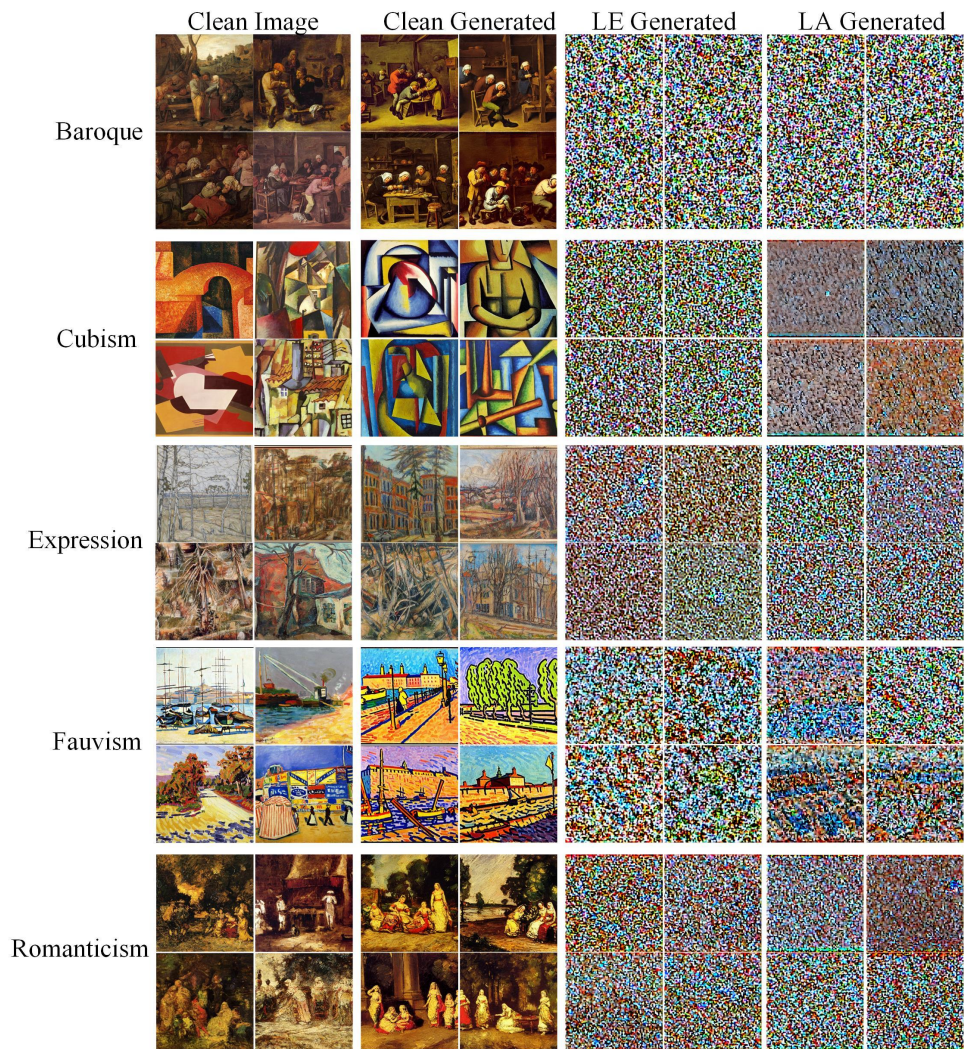 Clean Image Clean Generated LE Generated LA Generated
Baroque
Cubism
Expression
Fauvism
Romanticism